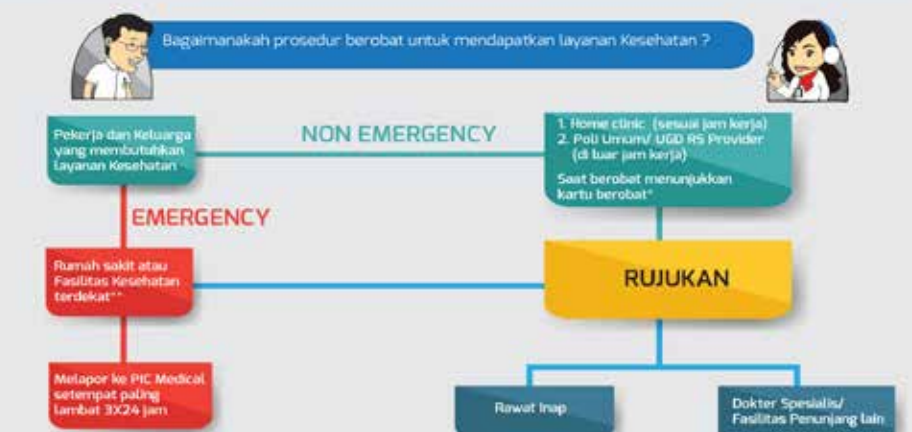 Bagaimanakah prosedur berobat untuk mendapatkan layanan Kesehatan ?
Pekerja dan Keluarga
yang membutuhkan
layanan Kesehatan
NON EMERGENCY
1. Home clinic (sesuai jam kerja)
2. Poli Umum/ UGD RS Provider
(di luar jam kerja)
Saat berobat menunjukkan
kartu berobat*
EMERGENCY
Rumah sakit atau
Fasilitas Kesehatan
terdekat**
RUJUKAN
Melapor ke PIC Medical
setempat paling
lambat 3X24 jam
Rawat Inap
Dokter Spesialis/
Fasilitas Penunjang lain